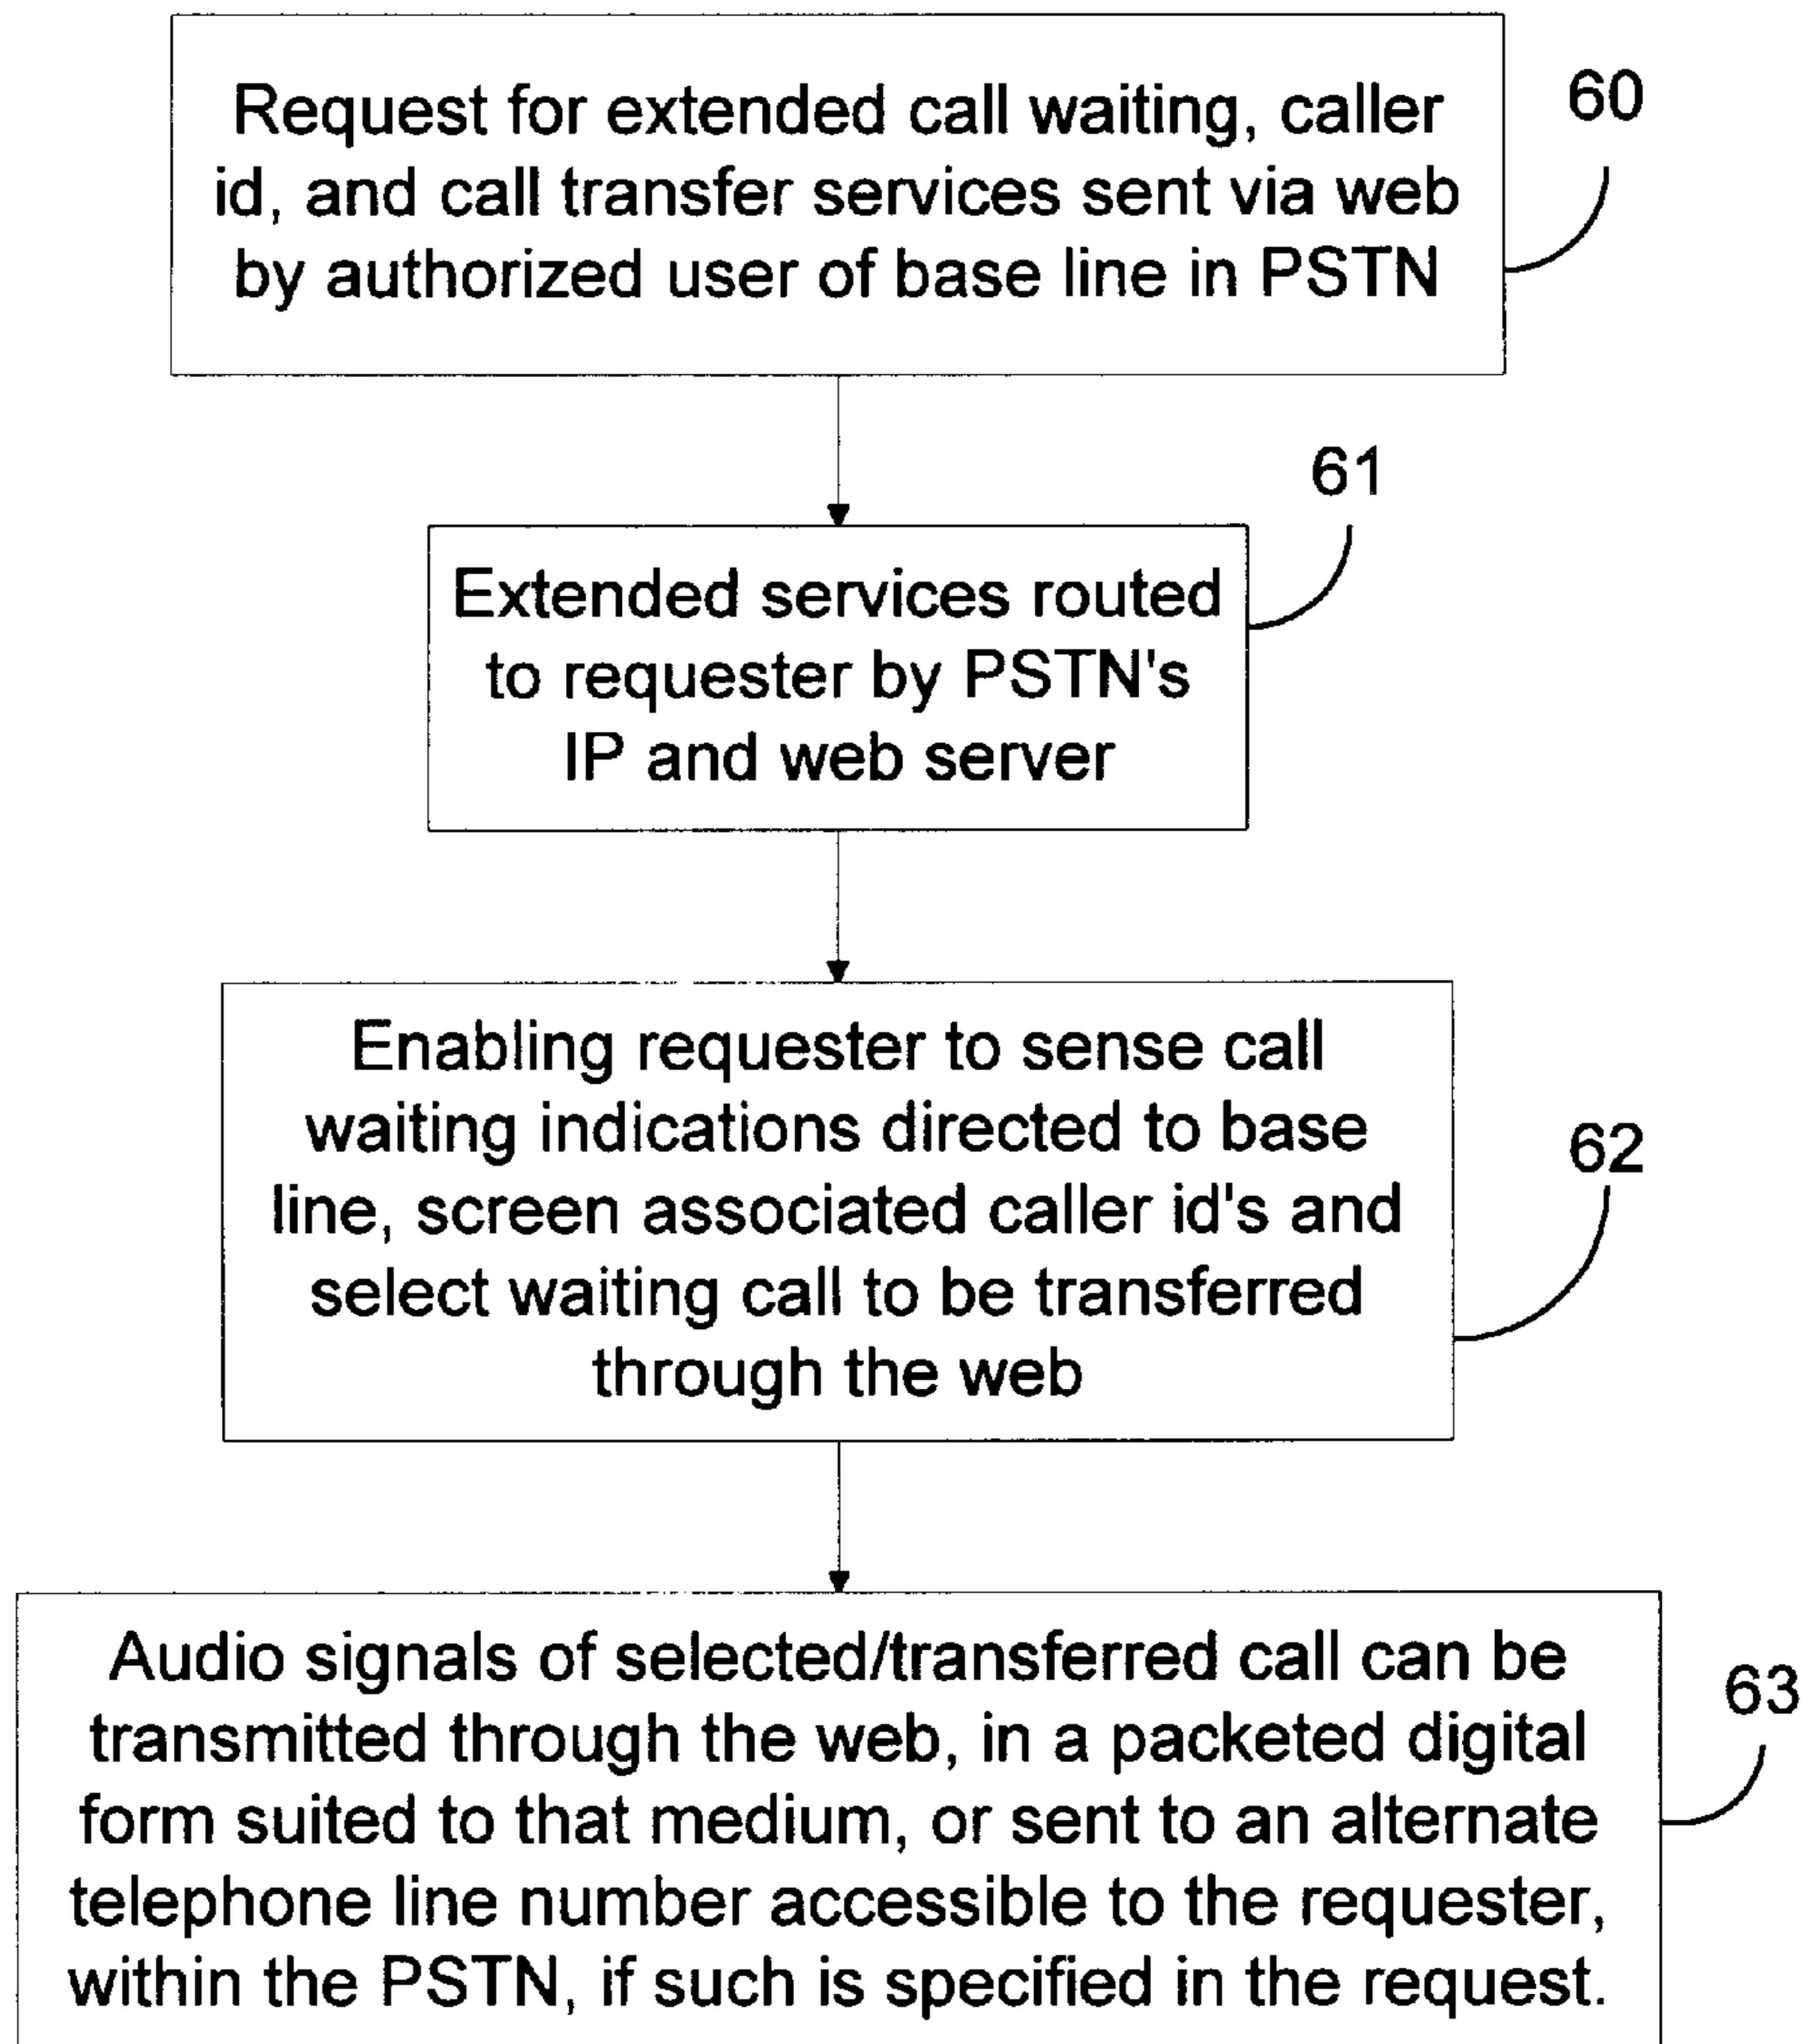 Request for extended call waiting, caller
id, and call transfer services sent via web
by authorized user of base line in PSTN
60
61
Extended services routed
to requester by PSTN's
IP and web server
Enabling requester to sense call
waiting indications directed to base
line, screen associated caller id's and
select waiting call to be transferred
through the web
62
Audio signals of selected/transferred call can be
transmitted through the web, in a packeted digital
form suited to that medium, or sent to an alternate
telephone line number accessible to the requester,
within the PSTN, if such is specified in the request.
63